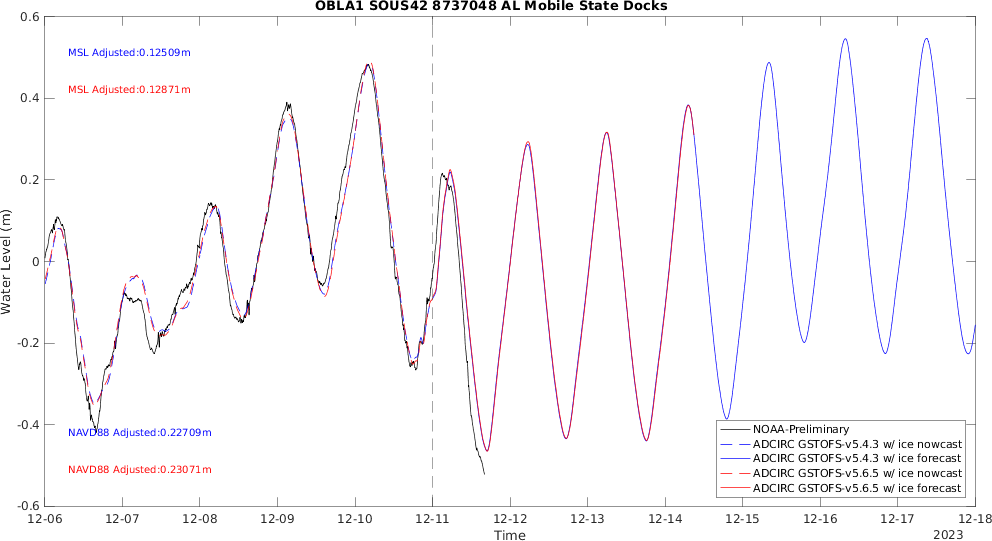 OBLA1 SOUS42 8737048 AL Mobile State Docks
0.6
0.4
0.2
0
-0.2
-0.4
-0.6
Water Level (m)
MSL Adjusted:0.12509m
MSL Adjusted:0.12871m
NAVD88 Adjusted:0.22709m
NAVD88 Adjusted:0.23071m
NOAA-Preliminary
ADCIRC GSTOFS-v5.4.3 w/ ice nowcast
ADCIRC GSTOFS-v5.4.3 w/ ice forecast
ADCIRC GSTOFS-v5.6.5 w/ ice nowcast
ADCIRC GSTOFS-v5.6.5 w/ ice forecast
12-06 12-07 12-08 12-09 12-10 12-11 12-12 12-13 12-14 12-15 12-16 12-17 12-18
Time
2023